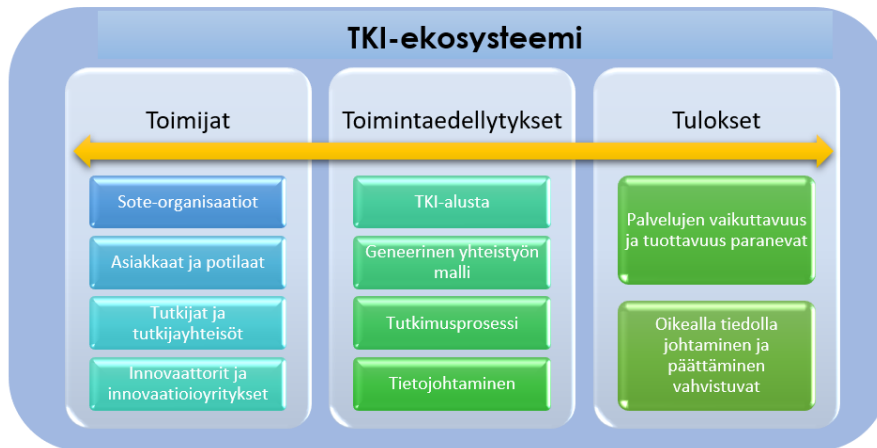 TKI-ekosysteemi
Toimijat
Sote-organisaatiot
Asiakkaat ja potilaat
Tutkijat ja
tutkijayhteisöt
Innovaattorit ja
innovaatioioyritykset
Toimintaedellytykset
TKI-alusta
Geneerinen yhteistyön
malli
Tutkimusprosessi
Tietojohtaminen
Tulokset
Palvelujen vaikuttavuus
ja tuottavuus paranevat
Oikealla tiedolla
johtaminen ja
päättäminen
vahvistuvat